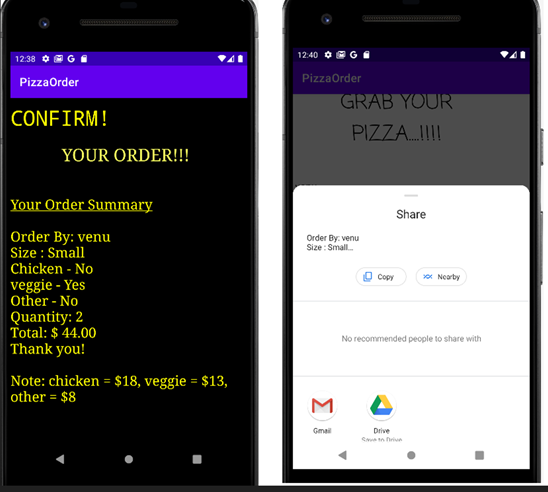 12:38
PizzaOrder
CONFIRM!
YOUR ORDER!!!
Your Order Summary
Order By: venu
Size : Small
Chicken - No
veggie - Yes
Other - No
Quantity: 2
Total: $ 44.00
Thank you!
Note: chicken = $18, veggie = $13,
other = $8
12:40
PizzaOrder
GRAB YOUR
PIZZA...!!!!
Share
Order By: venu
Size : Small...
Copy
Nearby
No recommended people to share with
Gmail
Drive
Save to Drive